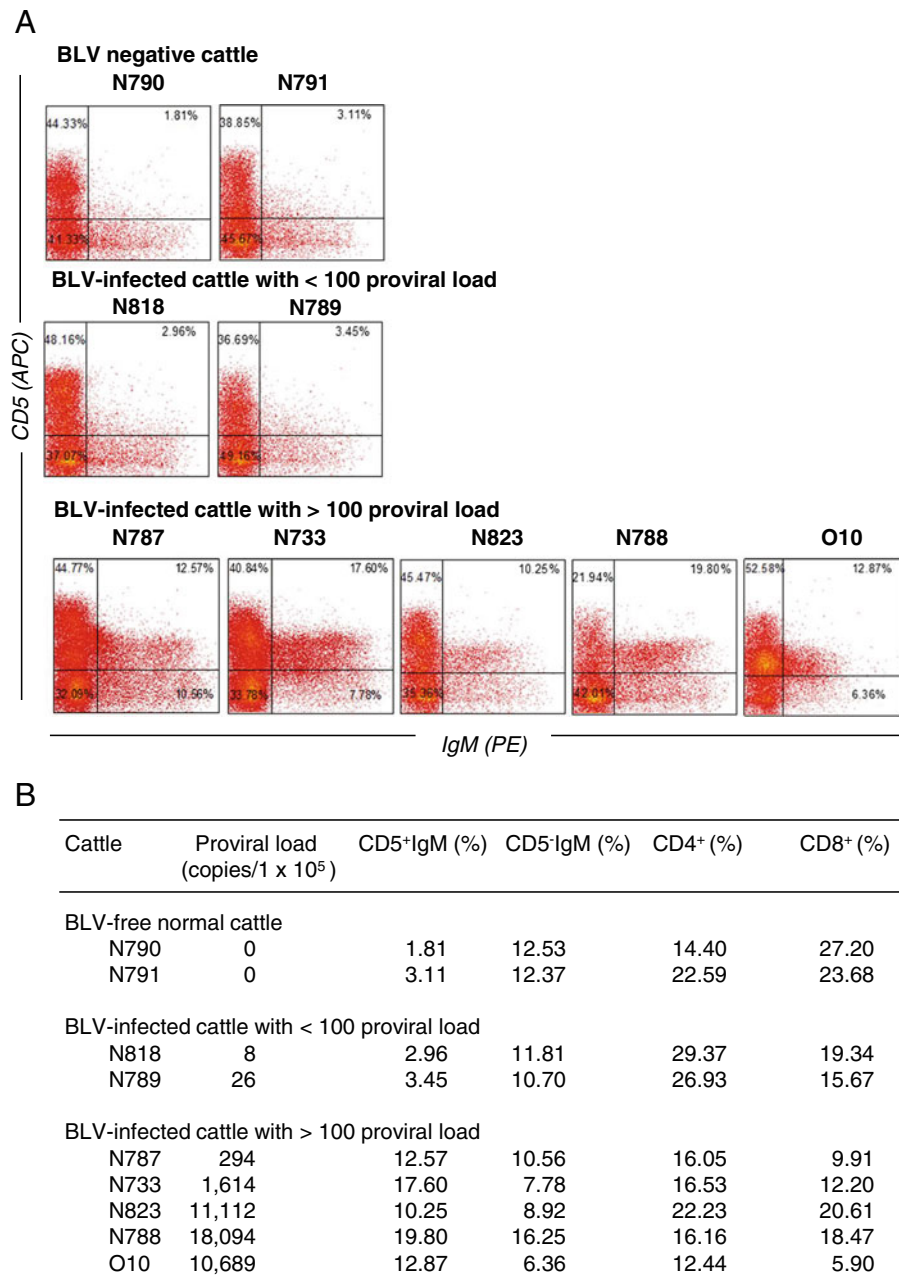 A
BLV negative cattle
N790 N791
44.33% 1.81% 38.85% 3.11%
41.33% 45.67%
BLV-infected cattle with < 100 proviral load
N818 N789
48.16% 2.96% 36.69% 3.45%
37.07% 49.16%
CD5 (APC)
BLV-infected cattle with > 100 proviral load
N787 N733 N823 N788 O10
44.77% 12.57% 40.84% 17.60% 45.47% 10.25% 21.94% 19.80% 52.58% 12.87%
32.09% 10.56% 33.78% 7.78% 35.36% 42.01% 6.36%
IgM (PE)
B
Cattle Proviral load CD5⁺IgM (%) CD5⁻IgM (%) CD4⁺ (%) CD8⁺ (%)
(copies/1 x 10⁵ )
BLV-free normal cattle
N790 0 1.81 12.53 14.40 27.20
N791 0 3.11 12.37 22.59 23.68
BLV-infected cattle with < 100 proviral load
N818 8 2.96 11.81 29.37 19.34
N789 26 3.45 10.70 26.93 15.67
BLV-infected cattle with > 100 proviral load
N787 294 12.57 10.56 16.05 9.91
N733 1,614 17.60 7.78 16.53 12.20
N823 11,112 10.25 8.92 22.23 20.61
N788 18,094 19.80 16.25 16.16 18.47
O10 10,689 12.87 6.36 12.44 5.90